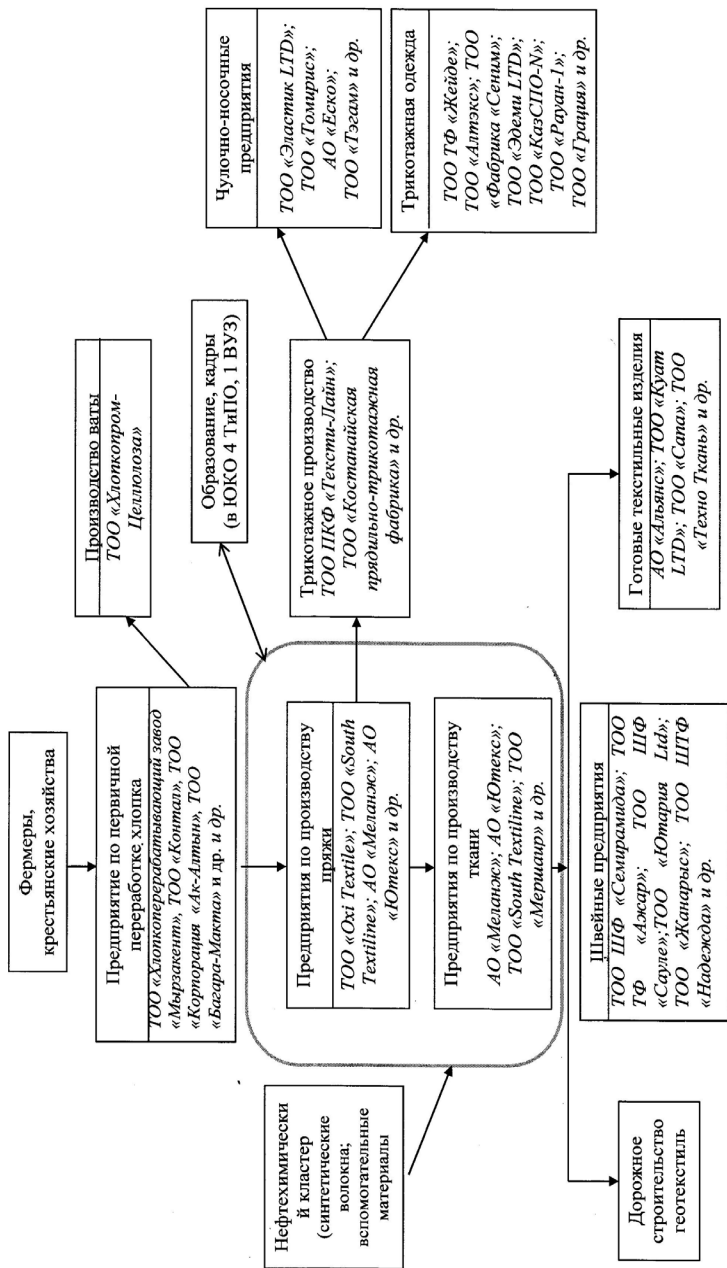 Фермеры,
крестьянские хозяйства
Предприятие по первичной
переработке хлопка
ТОО «Хлопкоперерабатывающий завод
«Мырзакент», ТОО «Контал», ТОО
«Корпорация «Ак-Алтын», ТОО
«Багара-Макта» и др. и др.
Производство ваты
ТОО «Хлопкопром-
Целлюлоза»
Образование, кадры
(в ЮКО 4 ТиПО, 1 ВУЗ)
Нефтехимически
й кластер
(синтетические
волокна;
вспомогательные
материалы
Предприятия по производству
пряжи
ТОО «Oxi Textile»; ТОО «South
Textiline»; АО «Меланж»; АО
«Ютекс» и др.
Трикотажное производство
ТОО ПКФ «Тексти-Лайн»;
ТОО «Костанайская
прядильно-трикотажная
фабрика» и др.
Чулочно-носочные
предприятия
ТОО «Эластик LTD»;
ТОО «Томирис»;
АО «Еско»;
ТОО «Тэгам» и др.
Трикотажная одежда
ТОО ТФ «Жейде»;
ТОО «Алтэкс»; ТОО
«Фабрика «Сеним»;
ТОО «Эдеми LTD»;
ТОО «КазСПО-N»;
ТОО «Рауан-1»;
ТОО «Грация» и др.
Предприятия по производству
ткани
АО «Меланж»; АО «Ютекс»;
ТОО «South Textiline»; ТОО
«Мершаир» и др.
Дорожное
строительство
геотекстиль
Швейные предприятия
ТОО ШФ «Семирамида»; ТОО
ТФ «Ажар»; ТОО ШФ
«Сауле»;ТОО «Ютария Ltd»;
ТОО «Жанарыс»; ТОО ШТФ
«Надежда» и др.
Готовые текстильные изделия
АО «Альянс»; ТОО «Куат
LTD»; ТОО «Сапа»; ТОО
«Техно Ткань» и др.